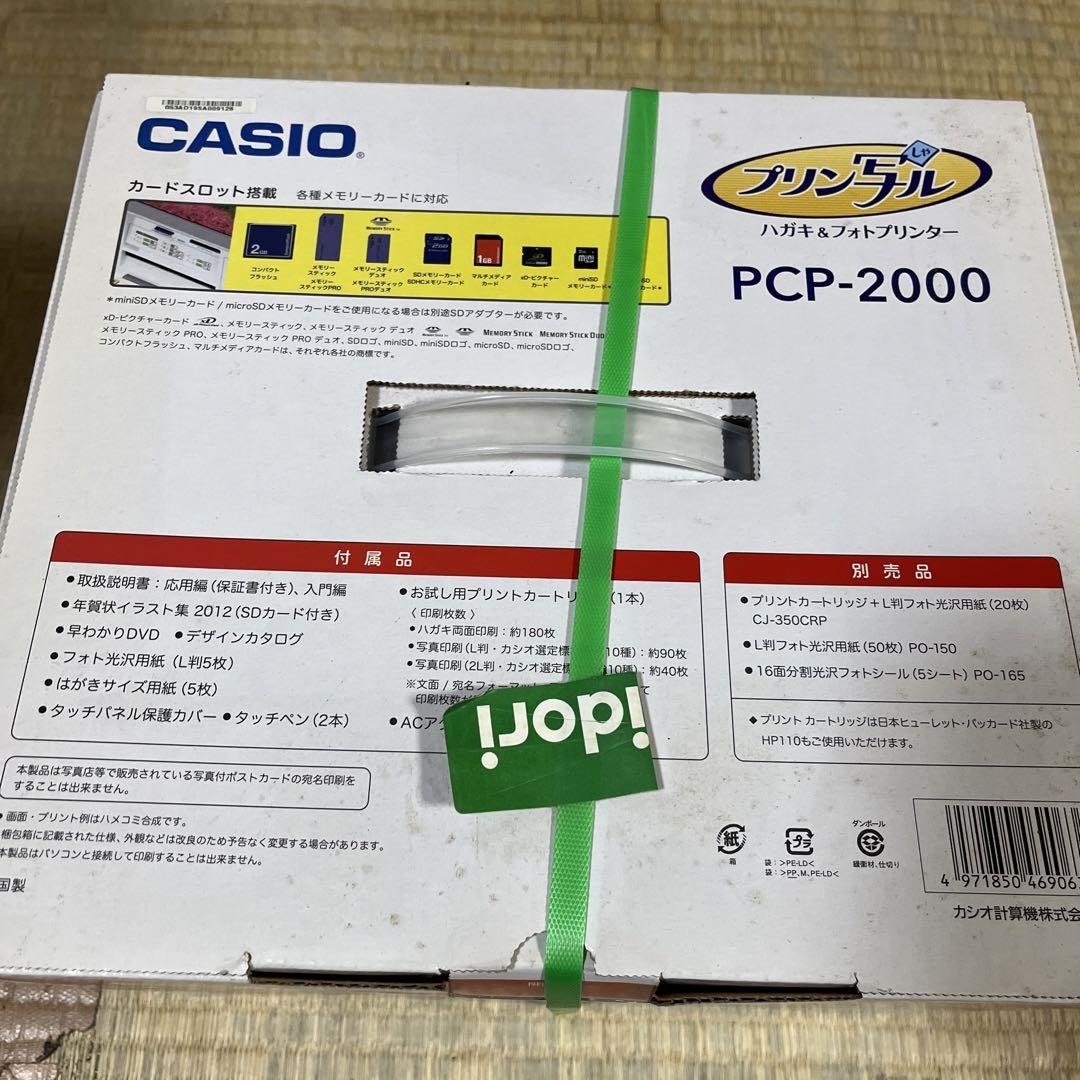 053AD195A009126
CASIO®
カードスロット搭載 各種メモリーカードに対応
2GB
コンパクト
フラッシュ
メモリー
スティック
メモリー
スティックPRO
MEMORY STICK
メモリースティック
デュオ
メモリースティック
PROデュオ
SDメモリーカード
SDHCメモリーカード
1GB
マルチメディア
カード
xD-ピクチャー
カード
mini
miniSD
メモリーカード*
SD
カード*
*miniSDメモリーカード / microSDメモリーカードをご使用になる場合は別途SDアダプターが必要です。
xD-ピクチャーカード 、メモリースティック、メモリースティック デュオ MEMORY STICK MEMORY STICK DUO
メモリースティック PRO、メモリースティック PRO デュオ、SDロゴ、miniSD、miniSDロゴ、microSD、microSDロゴ、
コンパクトフラッシュ、マルチメディアカードは、それぞれ各社の商標です。
プリン写ル
しゃ
ハガキ&フォトプリンター
PCP-2000
付属品
●取扱説明書：応用編(保証書付き)、入門編
●年賀状イラスト集 2012(SDカード付き)
●早わかりDVD ●デザインカタログ
●フォト光沢用紙(L判5枚)
●はがきサイズ用紙(5枚)
●タッチパネル保護カバー ●タッチペン(2本)
●お試し用プリントカートリ (1本)
〈印刷枚数〉
●ハガキ両面印刷：約180枚
●写真印刷(L判・カシオ選定標 10種)：約90枚
●写真印刷(2L判・カシオ選定標 10種)：約40枚
※文面 / 宛名フォーマット て
印刷枚数が
●ACア
別売品
●プリントカートリッジ+L判フォト光沢用紙(20枚)
CJ-350CRP
●L判フォト光沢用紙(50枚) PO-150
●16面分割光沢フォトシール(5シート) PO-165
◆プリント カートリッジは日本ヒューレット・パッカード社製の
HP110もご使用いただけます。
idori
本製品は写真店等で販売されている写真付ポストカードの宛名印刷を
することは出来ません。
●画面・プリント例はハメコミ合成です。
梱包箱に記載された仕様、外観などは改良のため予告なく変更する場合があります。
本製品はパソコンと接続して印刷することは出来ません。
国製
紙
箱
プラ
袋：>PE-LD<
袋：>PP,M,PE-LD<
ダンボール
緩衝材、仕切り
4 971850 46906
カシオ計算機株式会